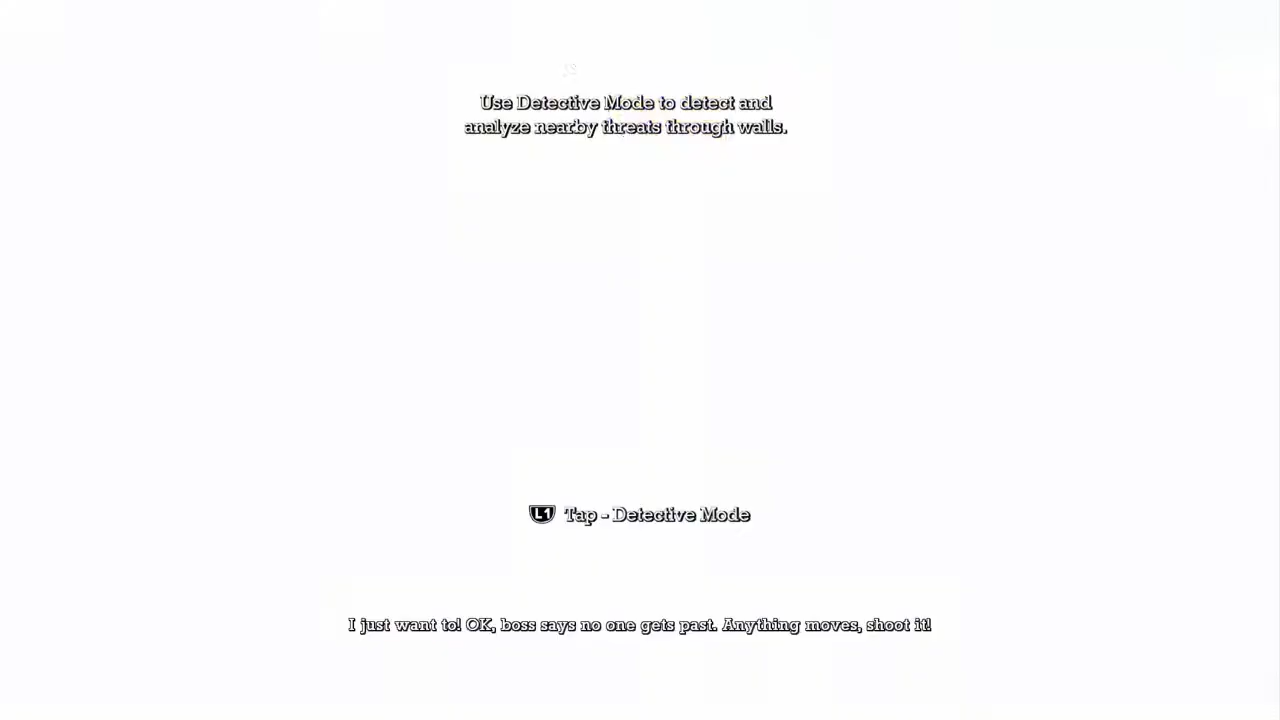 Use Detective Mode to detect and
analyze nearby threats through walls.
L1 Tap - Detective Mode
I just want to! OK, boss says no one gets past. Anything moves, shoot it!